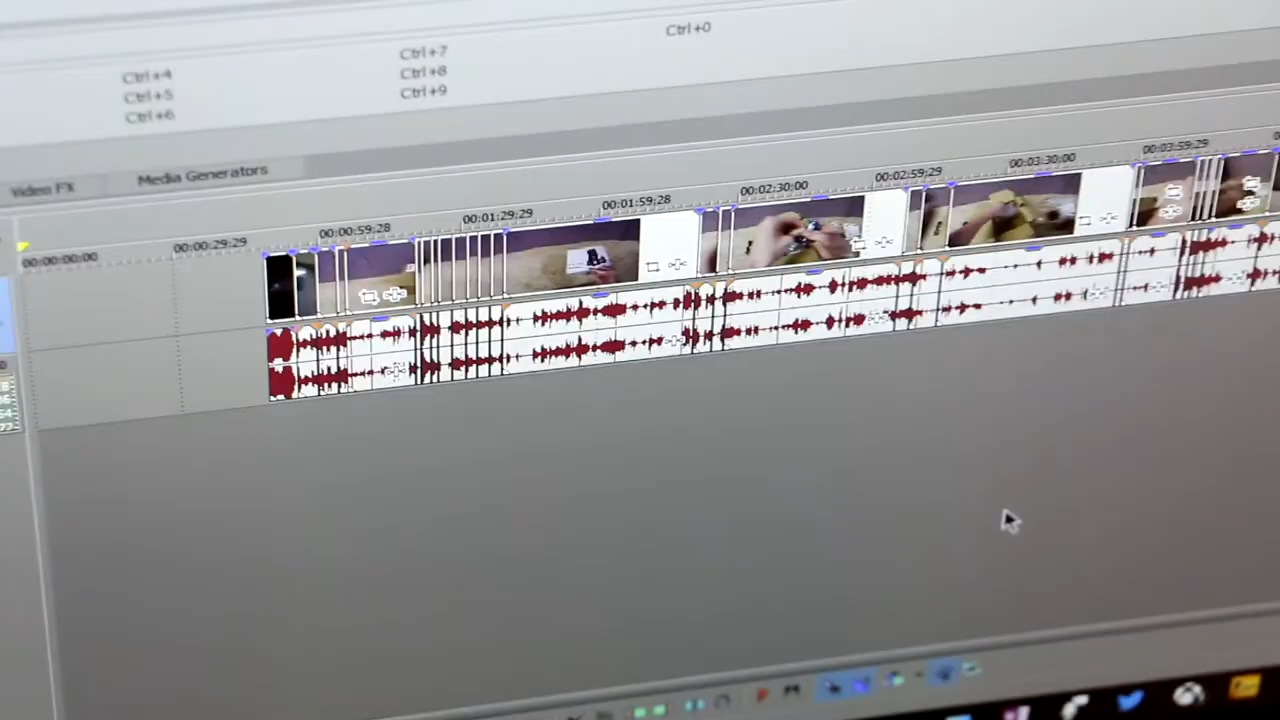 Ctrl+0
Ctrl+7
Ctrl+4
Ctrl+8
Ctrl+5
Ctrl+9
Ctrl+6
Video FX
Media Generators
00:00:00:00
00:00:29:29
00:00:59:28
00:01:29:29
00:01:59:28
00:02:30:00
00:02:59:29
00:03:30:00
00:03:59:29